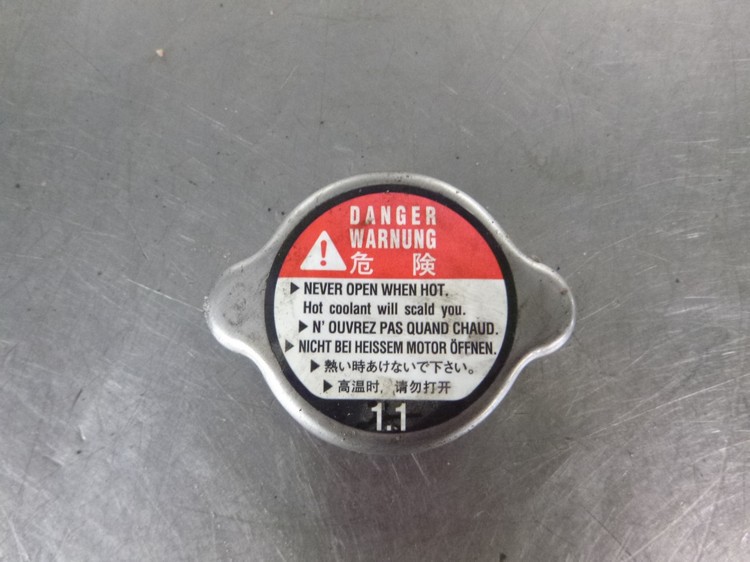 DANGER
WARNUNG
危 険
▶ NEVER OPEN WHEN HOT.
Hot coolant will scald you.
▶ N' OUVREZ PAS QUAND CHAUD.
▶ NICHT BEI HEISSEM MOTOR ÖFFNEN.
▶ 熱い時あけないで下さい。
▶ 高温时, 请勿打开
1.1